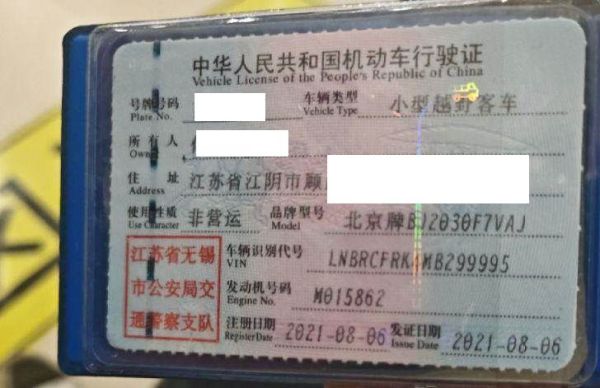 中华人民共和国机动车行驶证
Vehicle License of the People's Republic of China
号牌号码 车辆类型 小型越野客车
Plate No. Vehicle Type
所有人
Owner
住址 江苏省江阴市顾
Address
使用性质 非营运 品牌型号 北京牌BJ2030F7VAJ
Use Character Model
江苏省无锡
市公安局交
通警察支队
车辆识别代号 LNBRCFRK MB299995
VIN
发动机号码 M015862
Engine No.
注册日期 2021-08-06 发证日期 2021-08-06
Register Date Issue Date